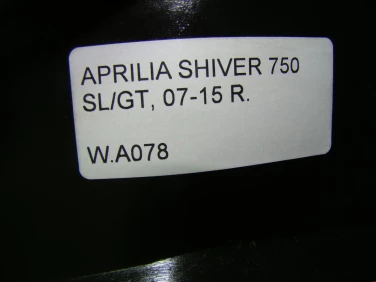 APRILIA SHIVER 750
SL/GT, 07-15 R.
W.A078